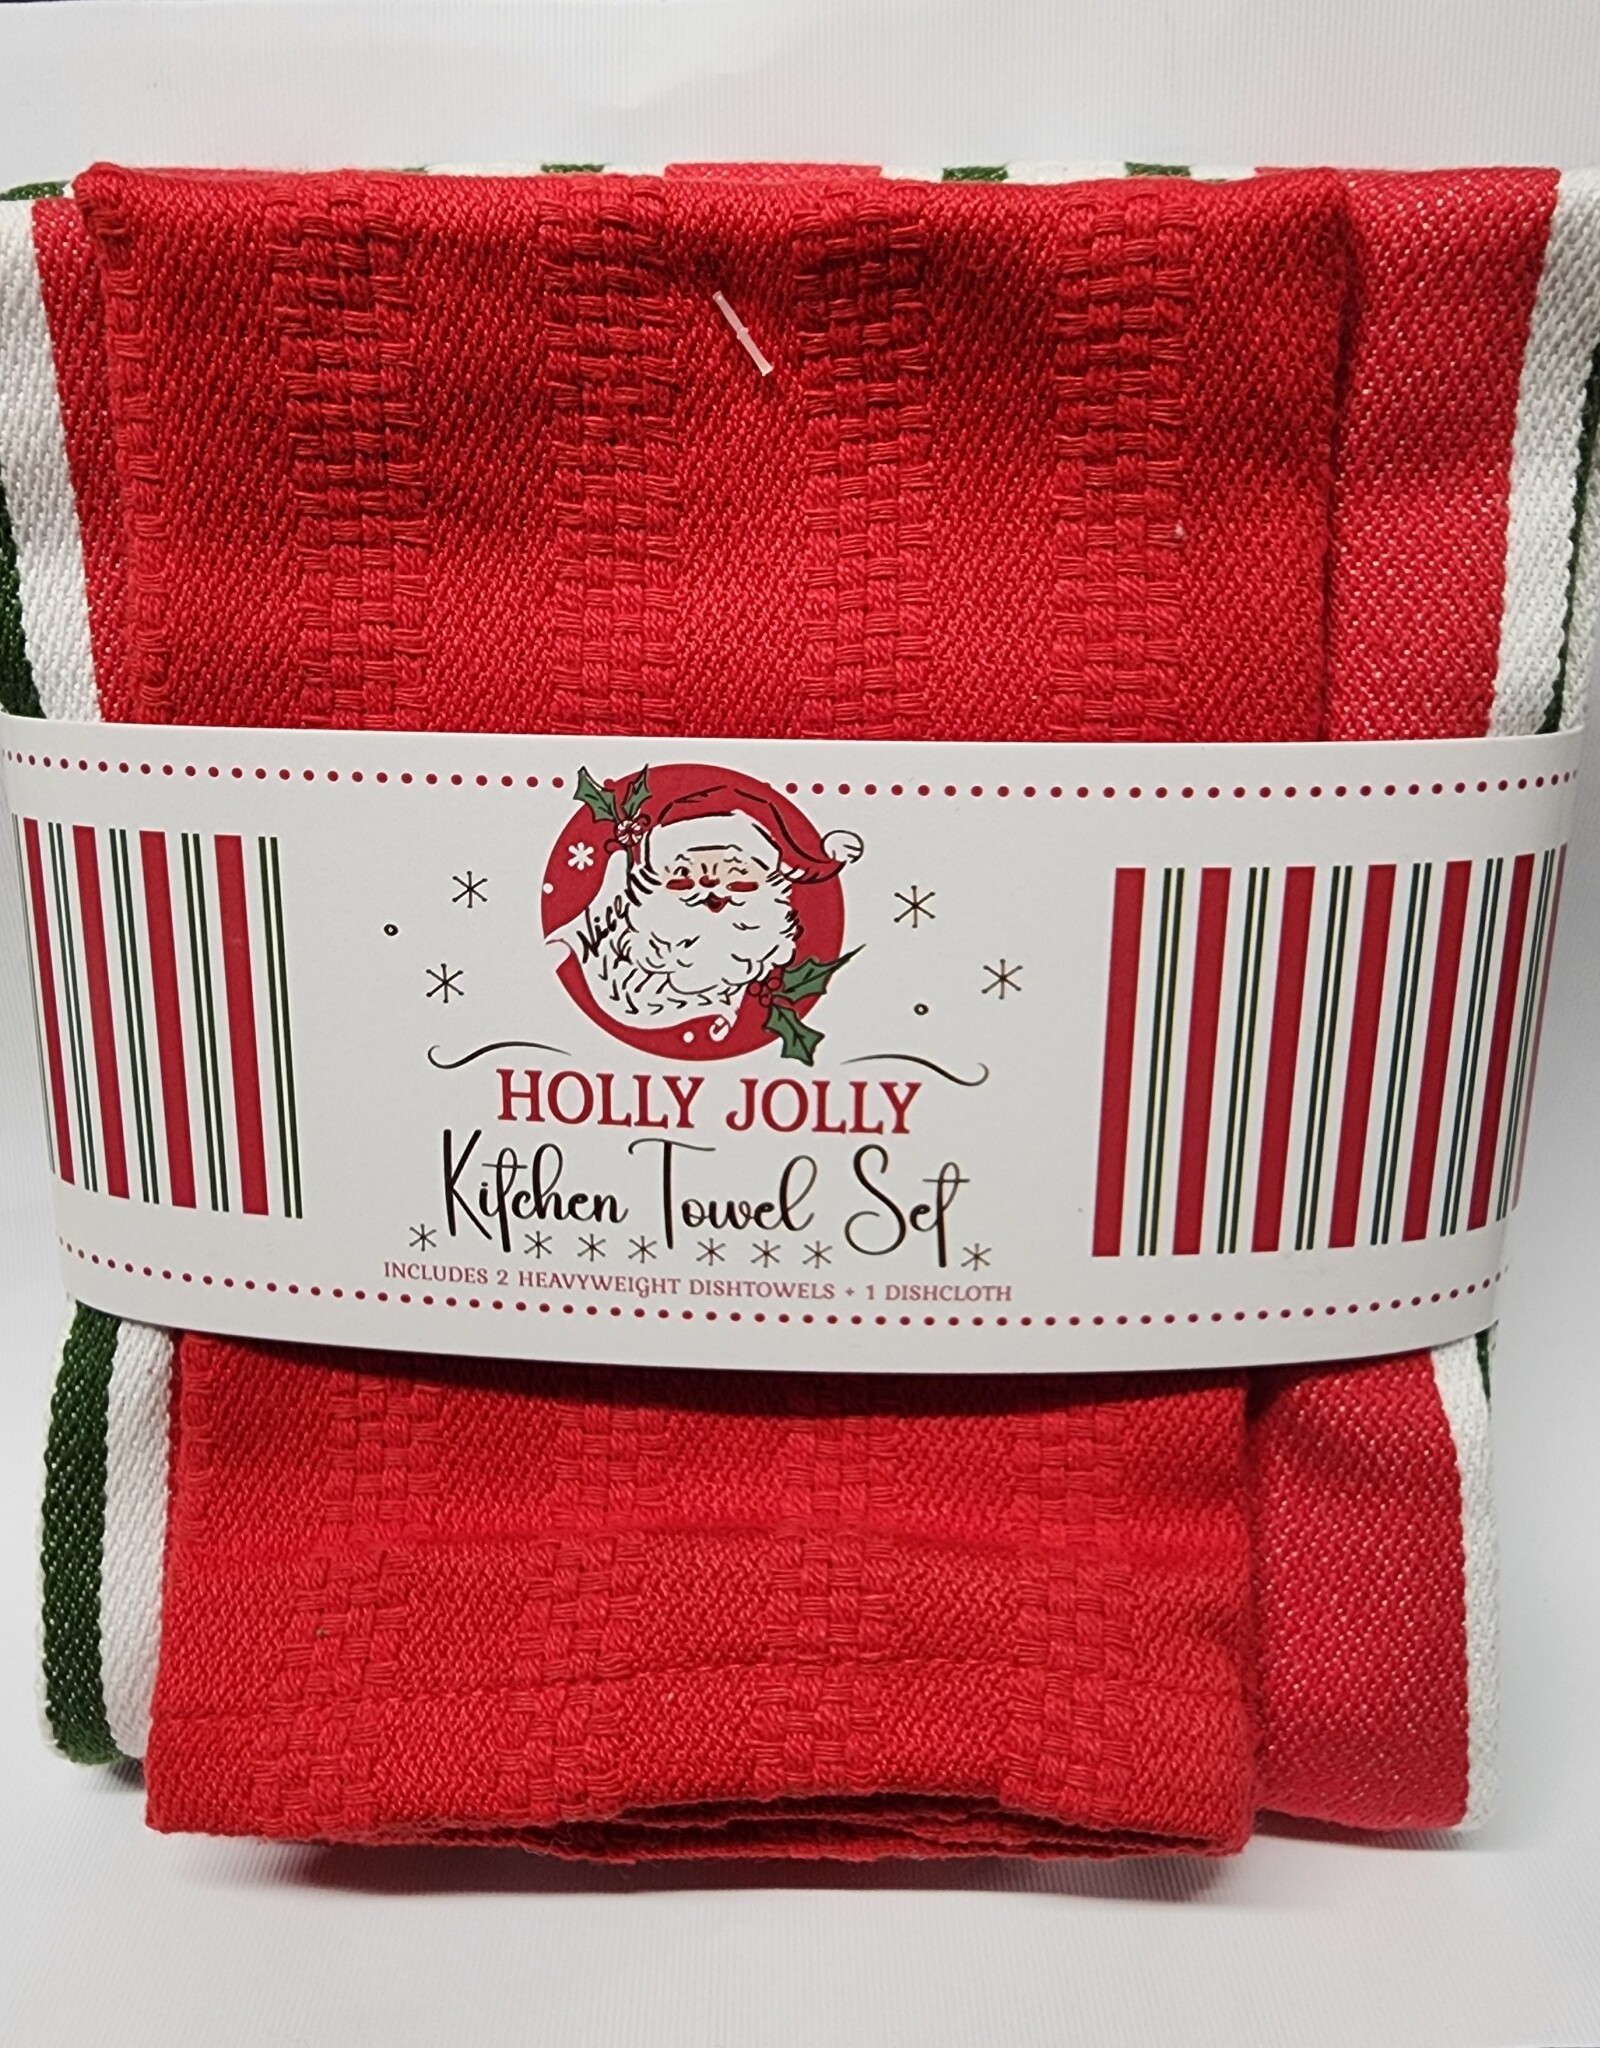 Nice
HOLLY JOLLY
Kitchen Towel Set
INCLUDES 2 HEAVYWEIGHT DISHTOWELS + 1 DISHCLOTH